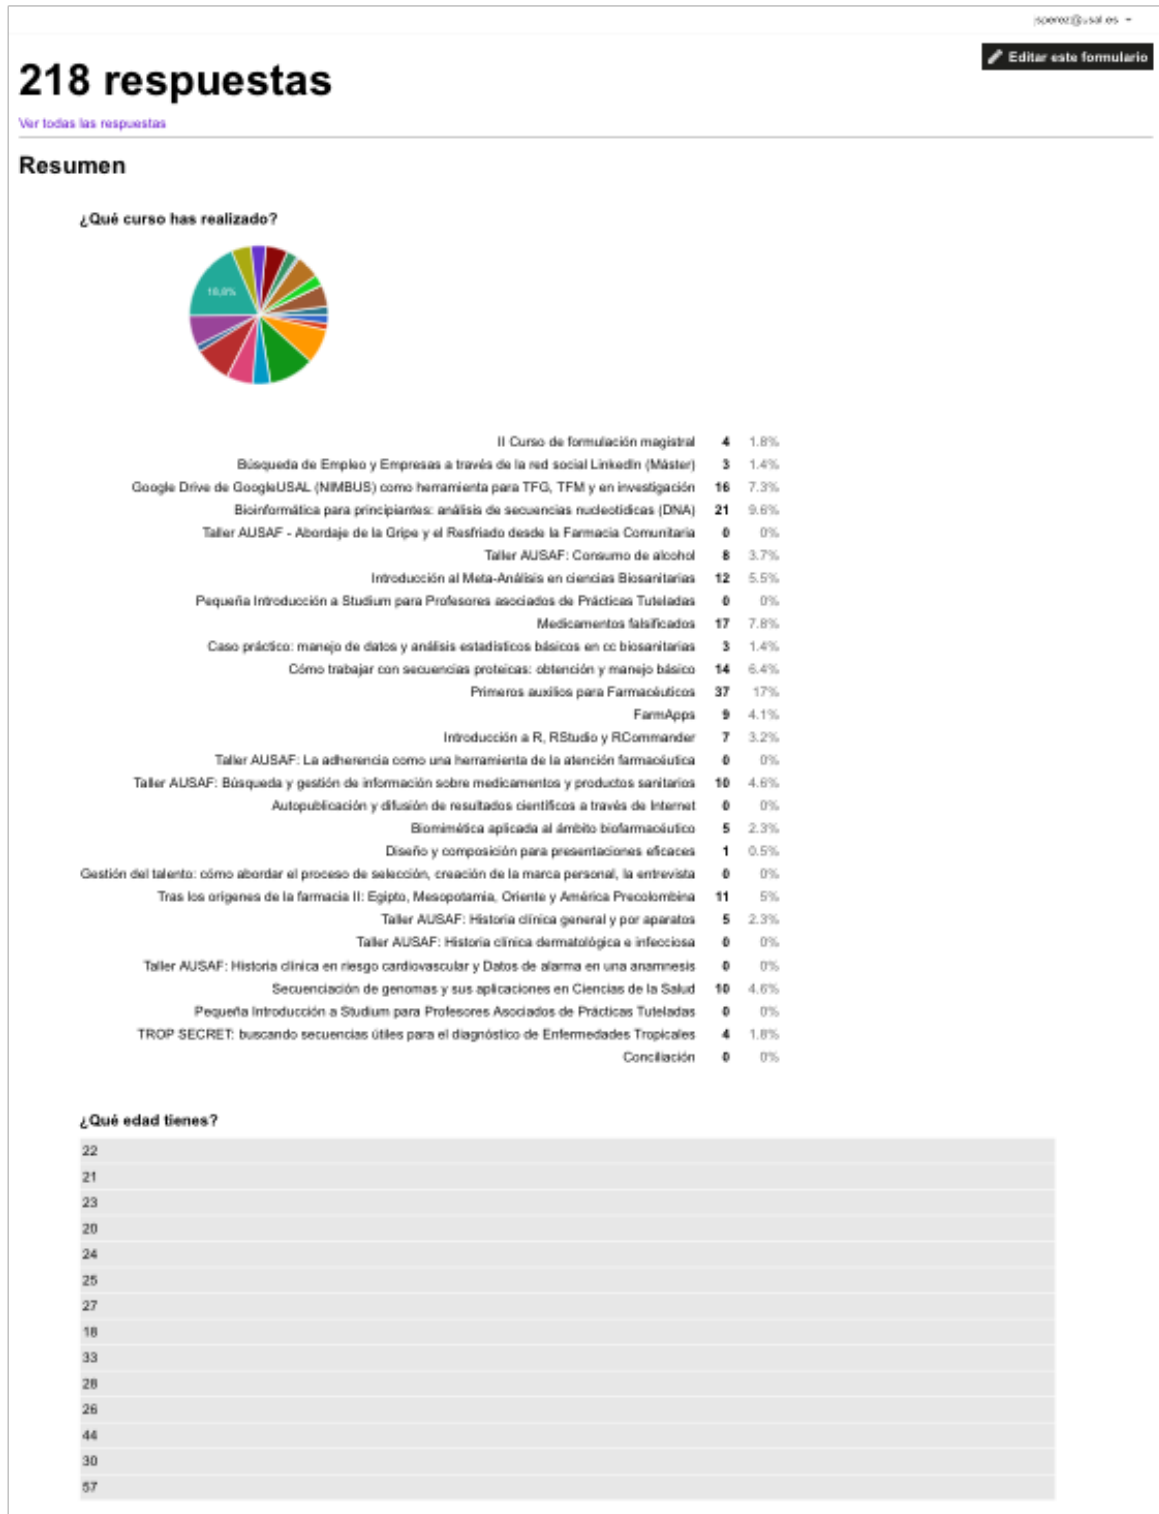 jsperez@usal.es
Editar este formulario
218 respuestas
Ver todas las respuestas
Resumen
¿Qué curso has realizado?
18,8%
II Curso de formulación magistral 4 1.8%
Búsqueda de Empleo y Empresas a través de la red social LinkedIn (Máster) 3 1.4%
Google Drive de GoogleUSAL (NIMBUS) como herramienta para TFG, TFM y en investigación 16 7.3%
Bioinformática para principiantes: análisis de secuencias nucleotídicas (DNA) 21 9.6%
Taller AUSAF - Abordaje de la Gripe y el Resfriado desde la Farmacia Comunitaria 0 0%
Taller AUSAF: Consumo de alcohol 8 3.7%
Introducción al Meta-Análisis en ciencias Biosanitarias 12 5.5%
Pequeña Introducción a Studium para Profesores asociados de Prácticas Tuteladas 0 0%
Medicamentos falsificados 17 7.8%
Caso práctico: manejo de datos y análisis estadísticos básicos en cc biosanitarias 3 1.4%
Cómo trabajar con secuencias proteicas: obtención y manejo básico 14 6.4%
Primeros auxilios para Farmacéuticos 37 17%
FarmApps 9 4.1%
Introducción a R, RStudio y RCommander 7 3.2%
Taller AUSAF: La adherencia como una herramienta de la atención farmacéutica 0 0%
Taller AUSAF: Búsqueda y gestión de información sobre medicamentos y productos sanitarios 10 4.6%
Autopublicación y difusión de resultados científicos a través de Internet 0 0%
Biomimética aplicada al ámbito biofarmacéutico 5 2.3%
Diseño y composición para presentaciones eficaces 1 0.5%
Gestión del talento: cómo abordar el proceso de selección, creación de la marca personal, la entrevista 0 0%
Tras los orígenes de la farmacia II: Egipto, Mesopotamia, Oriente y América Precolombina 11 5%
Taller AUSAF: Historia clínica general y por aparatos 5 2.3%
Taller AUSAF: Historia clínica dermatológica e infecciosa 0 0%
Taller AUSAF: Historia clínica en riesgo cardiovascular y Datos de alarma en una anamnesis 0 0%
Secuenciación de genomas y sus aplicaciones en Ciencias de la Salud 10 4.6%
Pequeña Introducción a Studium para Profesores Asociados de Prácticas Tuteladas 0 0%
TROP SECRET: buscando secuencias útiles para el diagnóstico de Enfermedades Tropicales 4 1.8%
Conciliación 0 0%
¿Qué edad tienes?
22
21
23
20
24
25
27
18
33
28
26
44
30
57